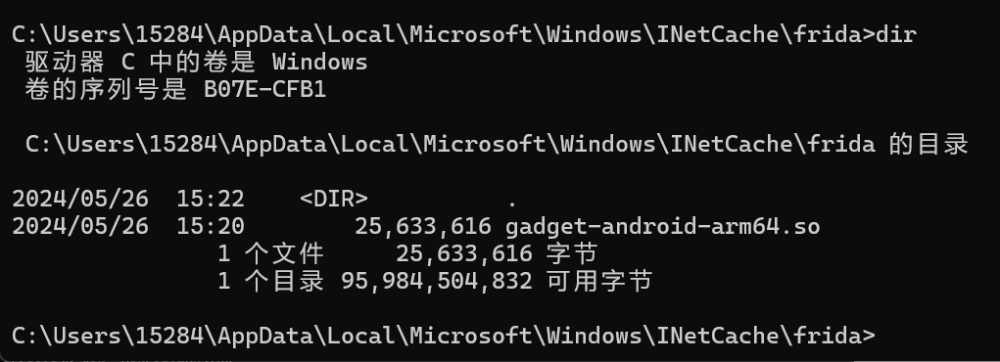 C:\Users\15284\AppData\Local\Microsoft\Windows\INetCache\frida>dir
驱动器 C 中的卷是 Windows
卷的序列号是 B07E-CFB1
C:\Users\15284\AppData\Local\Microsoft\Windows\INetCache\frida 的目录
2024/05/26  15:22    <DIR>          .
2024/05/26  15:20        25,633,616 gadget-android-arm64.so
1 个文件     25,633,616 字节
1 个目录 95,984,504,832 可用字节
C:\Users\15284\AppData\Local\Microsoft\Windows\INetCache\frida>